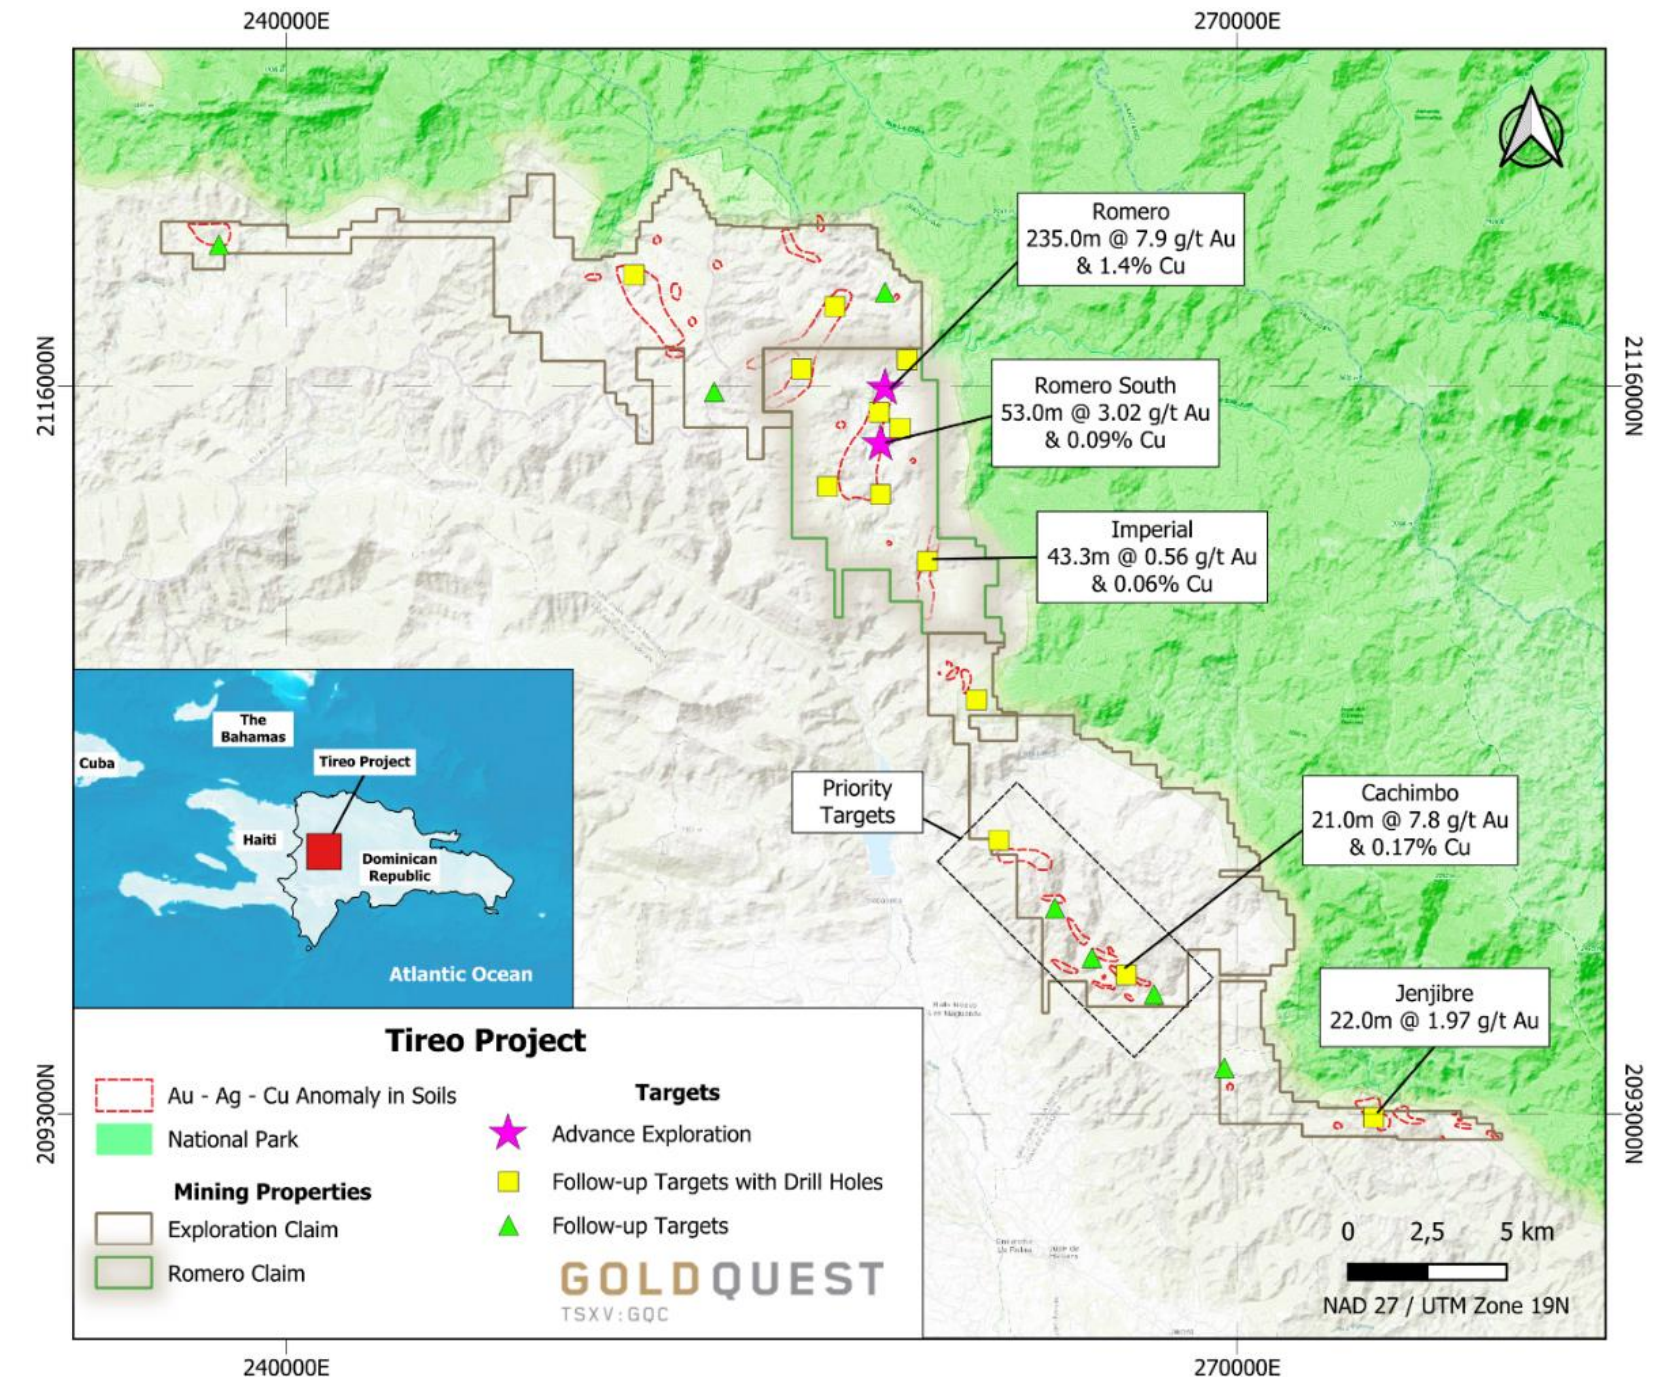 240000E
270000E
Romero
235.0m @ 7.9 g/t Au
& 1.4% Cu
2116000N
2116000N
Romero South
53.0m @ 3.02 g/t Au
& 0.09% Cu
Imperial
43.3m @ 0.56 g/t Au
& 0.06% Cu
The
Bahamas
Cuba
Tireo Project
Haiti
Dominican
Republic
Atlantic Ocean
Priority
Targets
Cachimbo
21.0m @ 7.8 g/t Au
& 0.17% Cu
Jenjibre
22.0m @ 1.97 g/t Au
2093000N
2093000N
Tireo Project
Au - Ag - Cu Anomaly in Soils
National Park
Mining Properties
Exploration Claim
Romero Claim
Targets
Advance Exploration
Follow-up Targets with Drill Holes
Follow-up Targets
GOLDQUEST
TSXV:GQC
0 2,5 5 km
NAD 27 / UTM Zone 19N
240000E
270000E